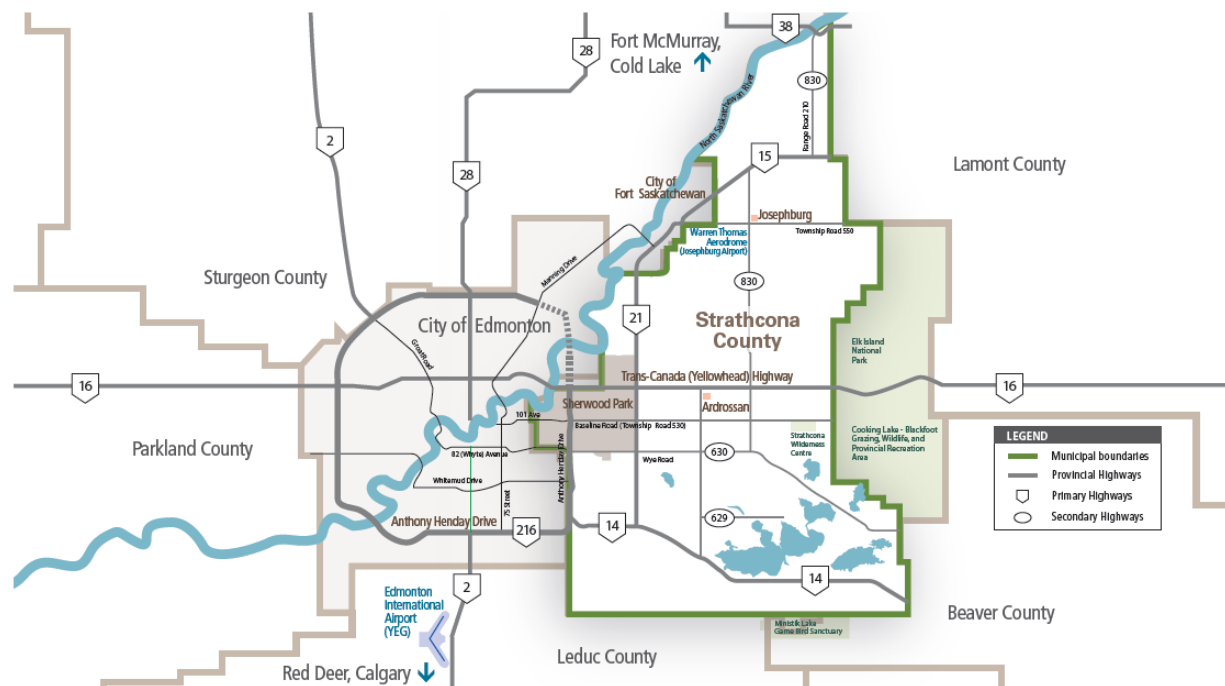 38
28
Fort McMurray,
Cold Lake
830
North Saskatchewan River
Range Road 210
2
28
15
Lamont County
City of
Fort Saskatchewan
Josephburg
Warren Thomas
Aerodrome
(Josephburg Airport)
Township Road 550
Manning Drive
Sturgeon County
830
21
City of Edmonton
Strathcona
County
Groat Road
Elk Island
National
Park
16
Trans-Canada (Yellowhead) Highway
16
Sherwood Park
Ardrossan
101 Ave
Baseline Road (Township Road 530)
Parkland County
82 (Whyte) Avenue
Wye Road
630
Strathcona
Wilderness
Centre
Cooking Lake - Blackfoot
Grazing, Wildlife, and
Provincial Recreation
Area
Whitemud Drive
75 Street
Anthony Henday Drive
Anthony Henday Drive
216
14
629
LEGEND
Municipal boundaries
Provincial Highways
Primary Highways
Secondary Highways
2
14
Edmonton
International
Airport
(YEG)
Beaver County
Ministik Lake
Game Bird Sanctuary
Leduc County
Red Deer, Calgary